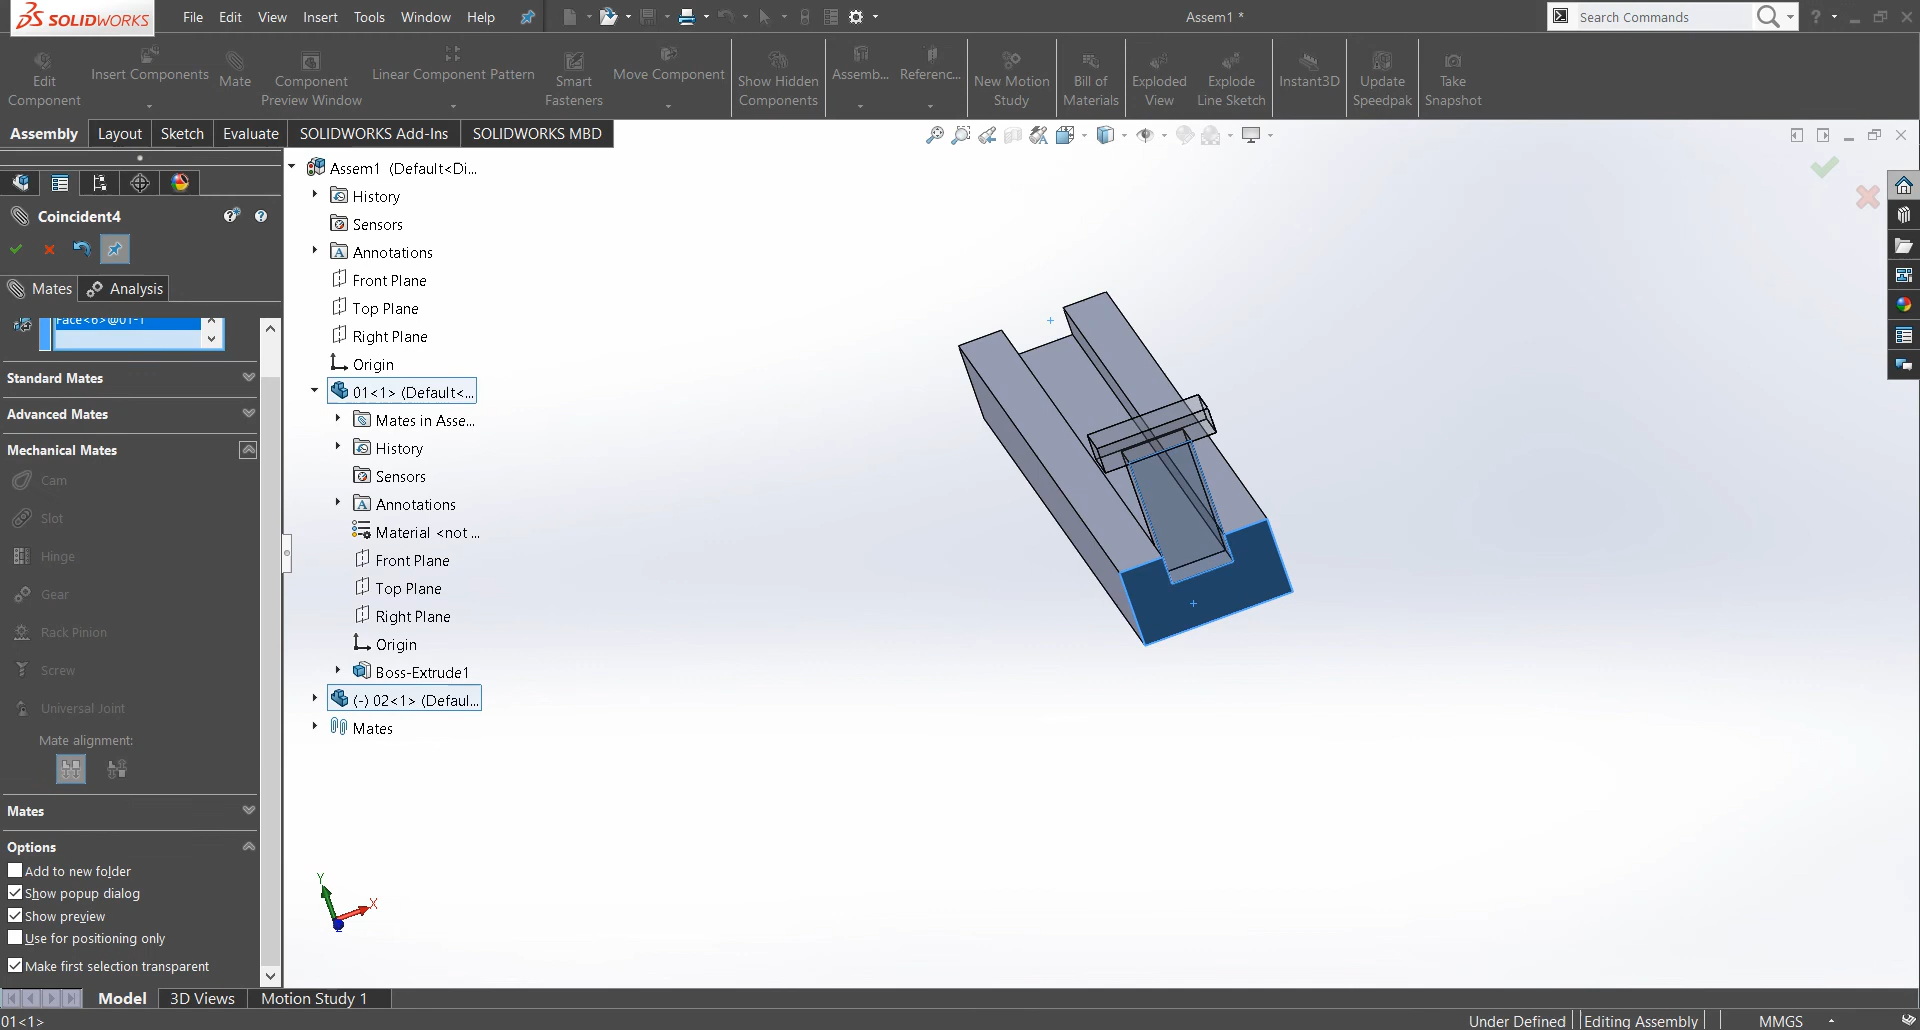 SOLIDWORKS File Edit View Insert Tools Window Help Assem1 * Search Commands ?
Edit Component
Insert Components
Mate
Component Preview Window
Linear Component Pattern
Smart Fasteners
Move Component
Show Hidden Components
Assemb...
Referenc...
New Motion Study
Bill of Materials
Exploded View
Explode Line Sketch
Instant3D
Update Speedpak
Take Snapshot
Assembly Layout Sketch Evaluate SOLIDWORKS Add-Ins SOLIDWORKS MBD
Coincident4
Mates Analysis
Face<6>@01-1
Standard Mates
Advanced Mates
Mechanical Mates
Cam
Slot
Hinge
Gear
Rack Pinion
Screw
Universal Joint
Mate alignment:
Mates
Options
Add to new folder
Show popup dialog
Show preview
Use for positioning only
Make first selection transparent
Assem1 (Default<Di...
History
Sensors
Annotations
Front Plane
Top Plane
Right Plane
Origin
01<1> (Default<...
Mates in Asse...
History
Sensors
Annotations
Material <not ...
Front Plane
Top Plane
Right Plane
Origin
Boss-Extrude1
(-) 02<1> (Defaul...
Mates
Y
X
Model 3D Views Motion Study 1
01<1> Under Defined Editing Assembly MMGS